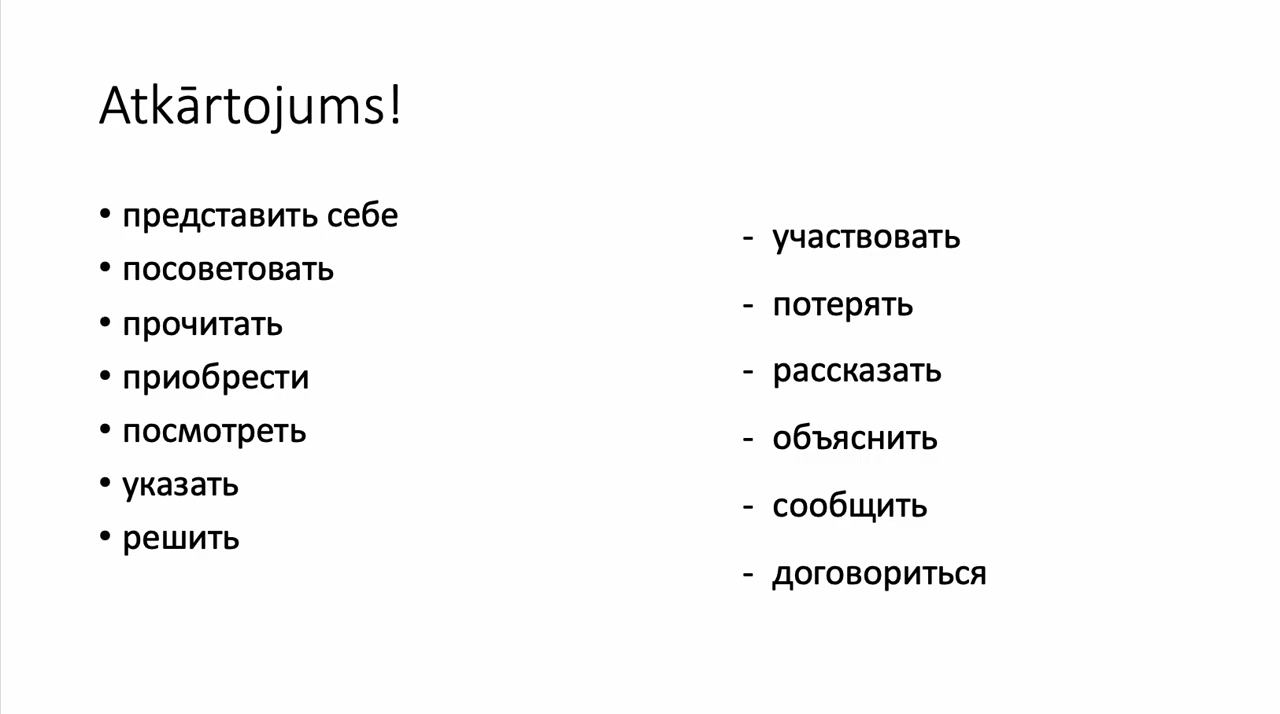 Atkārtojums!
• представить себе
• посоветовать
• прочитать
• приобрести
• посмотреть
• указать
• решить
- участвовать
- потерять
- рассказать
- объяснить
- сообщить
- договориться